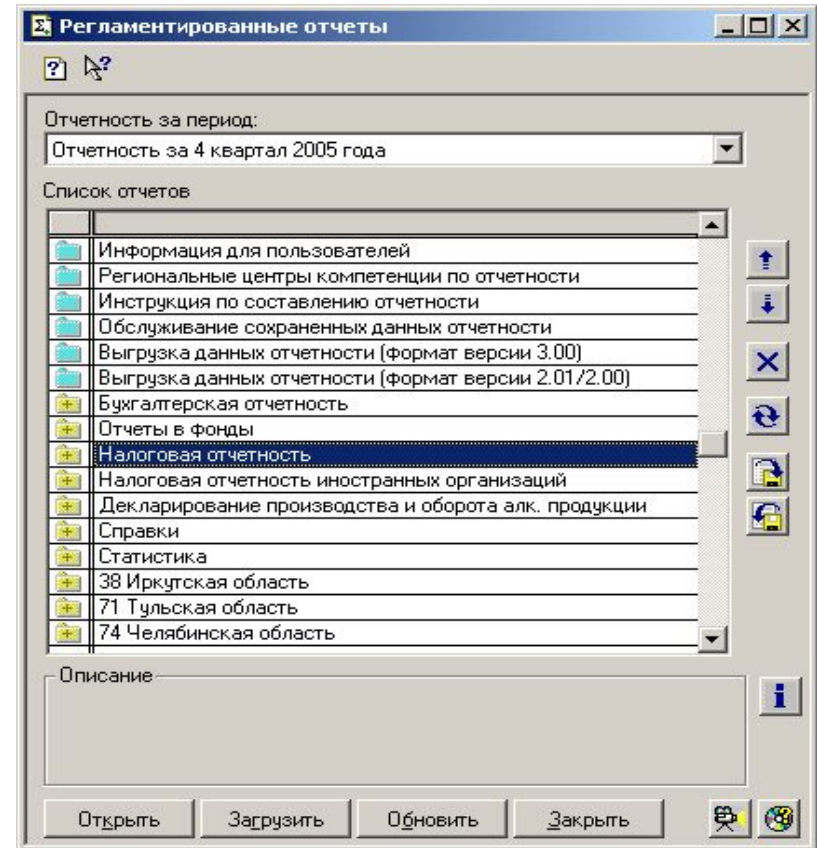 Регламентированные отчеты
Отчетность за период:
Отчетность за 4 квартал 2005 года
Список отчетов
Информация для пользователей
Региональные центры компетенции по отчетности
Инструкция по составлению отчетности
Обслуживание сохраненных данных отчетности
Выгрузка данных отчетности (формат версии 3.00)
Выгрузка данных отчетности (формат версии 2.01/2.00)
Бухгалтерская отчетность
Отчеты в фонды
Налоговая отчетность
Налоговая отчетность иностранных организаций
Декларирование производства и оборота алк. продукции
Справки
Статистика
38 Иркутская область
71 Тульская область
74 Челябинская область
Описание
Открыть Загрузить Обновить Закрыть